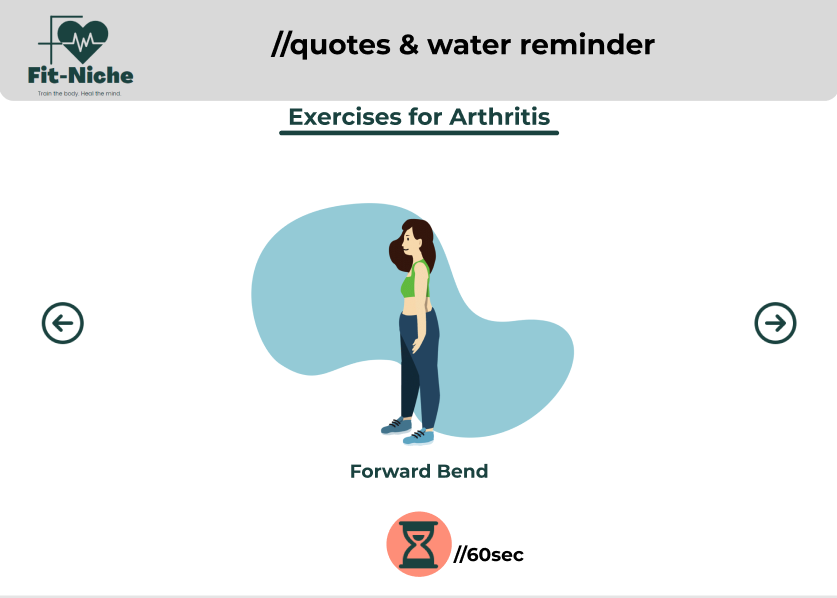 //quotes & water reminder
Fit-Niche
Train the body. Heal the mind.
Exercises for Arthritis
Forward Bend
//60sec